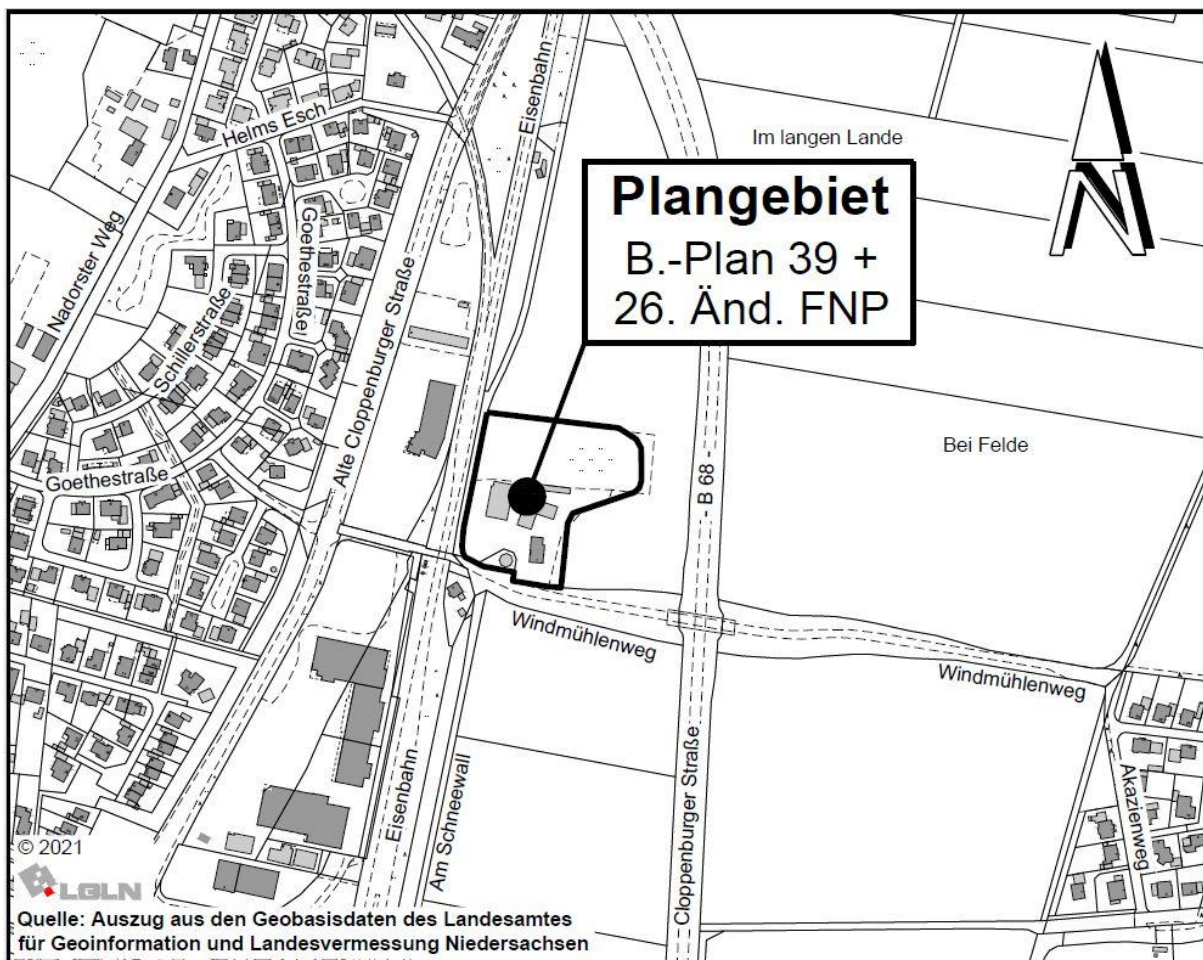 Helms Esch
Eisenbahn
Im langen Lande
N
Plangebiet
B.-Plan 39 +
26. Änd. FNP
Nadorster Weg
Goethestraße
Schillerstraße
Alte Cloppenburger Straße
Goethestraße
- B 68 -
Bei Felde
Windmühlenweg
Windmühlenweg
Eisenbahn
Am Schneewall
Cloppenburger Straße
Akazienweg
© 2021
LGLN
Quelle: Auszug aus den Geobasisdaten des Landesamtes
für Geoinformation und Landesvermessung Niedersachsen